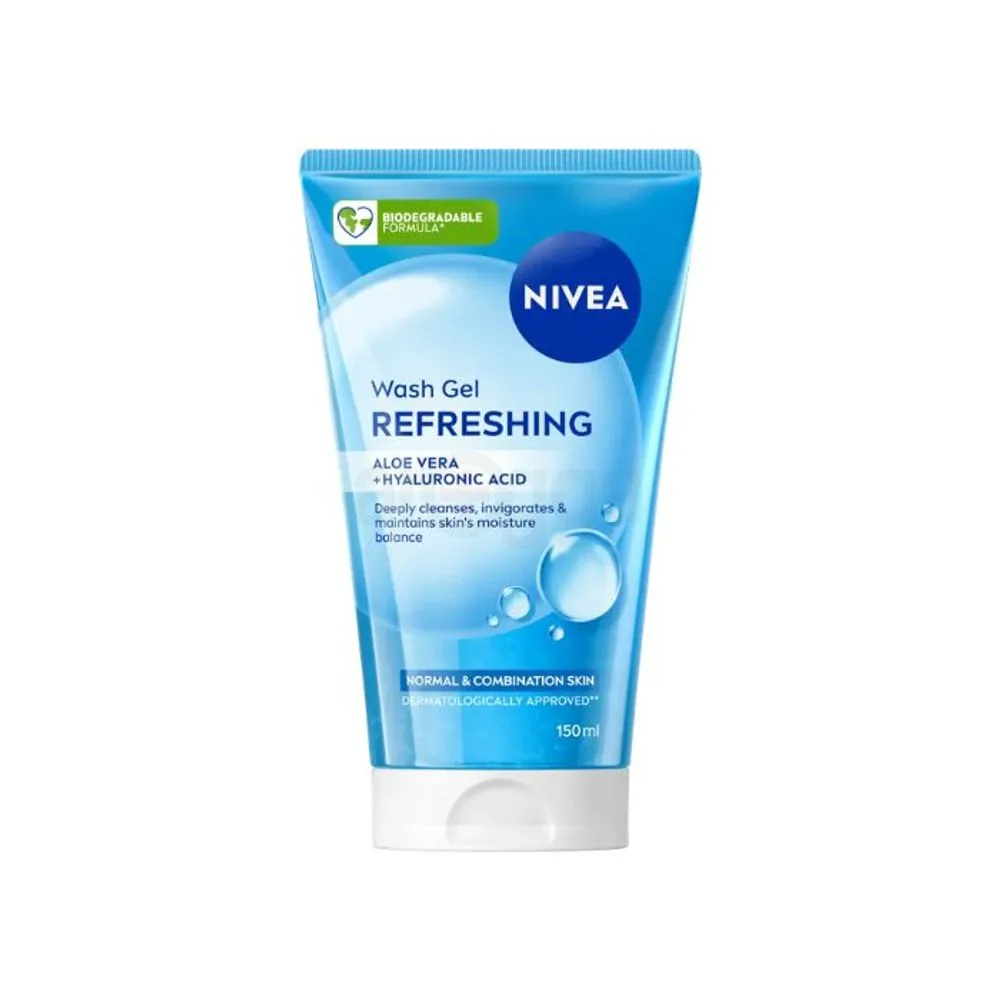 BIODEGRADABLE
FORMULA*
NIVEA
Wash Gel
REFRESHING
ALOE VERA
+HYALURONIC ACID
Deeply cleanses, invigorates &
maintains skin's moisture
balance
NORMAL & COMBINATION SKIN
DERMATOLOGICALLY APPROVED**
150ml